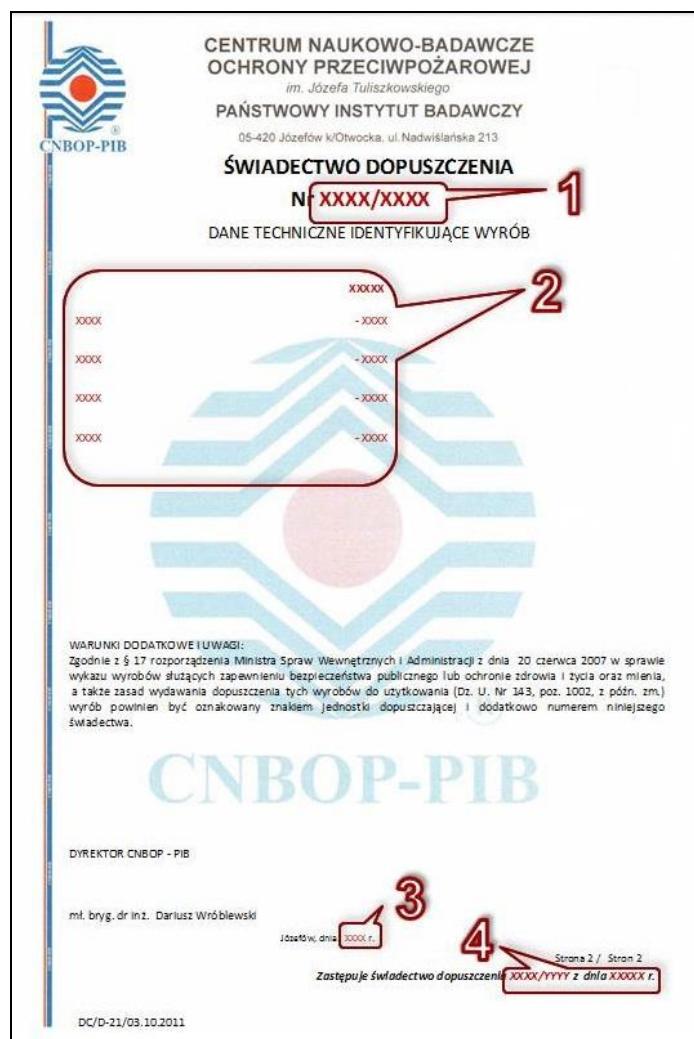 CENTRUM NAUKOWO-BADAWCZE
OCHRONY PRZECIWPOŻAROWEJ
im. Józefa Tuliszkowskiego
PAŃSTWOWY INSTYTUT BADAWCZY
05-420 Józefów k/Otwocka, ul. Nadwiślańska 213
®
CNBOP-PIB
ŚWIADECTWO DOPUSZCZENIA
Nr XXXX/XXXX
1
DANE TECHNICZNE IDENTYFIKUJĄCE WYRÓB
2
XXXXX
XXXX - XXXX
XXXX - XXXX
XXXX - XXXX
XXXX - XXXX
WARUNKI DODATKOWE I UWAGI:
Zgodnie z § 17 rozporządzenia Ministra Spraw Wewnętrznych i Administracji z dnia 20 czerwca 2007 w sprawie
wykazu wyrobów służących zapewnieniu bezpieczeństwa publicznego lub ochronie zdrowia i życia oraz mienia,
a także zasad wydawania dopuszczenia tych wyrobów do użytkowania (Dz. U. Nr 143, poz. 1002, z późn. zm.)
wyrób powinien być oznakowany znakiem jednostki dopuszczającej i dodatkowo numerem niniejszego
świadectwa.
®
CNBOP-PIB
DYREKTOR CNBOP - PIB
mł. bryg. dr inż. Dariusz Wróblewski
3
Józefów, dnia XXXX r.
4
Strona 2 / Stron 2
Zastępuje świadectwo dopuszczenia XXXX/YYYY z dnia XXXXX r.
DC/D-21/03.10.2011